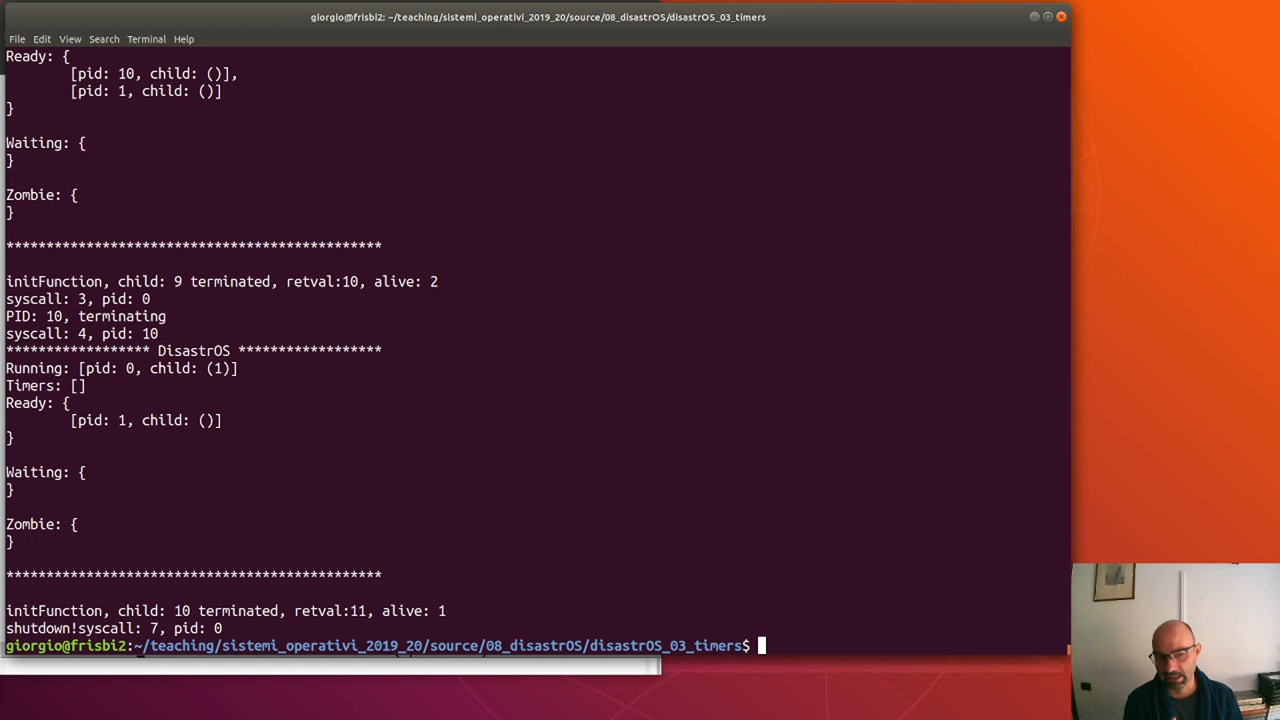 giorgio@frisbi2: ~/teaching/sistemi_operativi_2019_20/source/08_disastrOS/disastrOS_03_timers
File Edit View Search Terminal Help
Ready: {
[pid: 10, child: ()],
[pid: 1, child: ()]
}
Waiting: {
}
Zombie: {
}
***********************************************
initFunction, child: 9 terminated, retval:10, alive: 2
syscall: 3, pid: 0
PID: 10, terminating
syscall: 4, pid: 10
****************** DisastrOS ******************
Running: [pid: 0, child: (1)]
Timers: []
Ready: {
[pid: 1, child: ()]
}
Waiting: {
}
Zombie: {
}
***********************************************
initFunction, child: 10 terminated, retval:11, alive: 1
shutdown!syscall: 7, pid: 0
giorgio@frisbi2:~/teaching/sistemi_operativi_2019_20/source/08_disastrOS/disastrOS_03_timers$